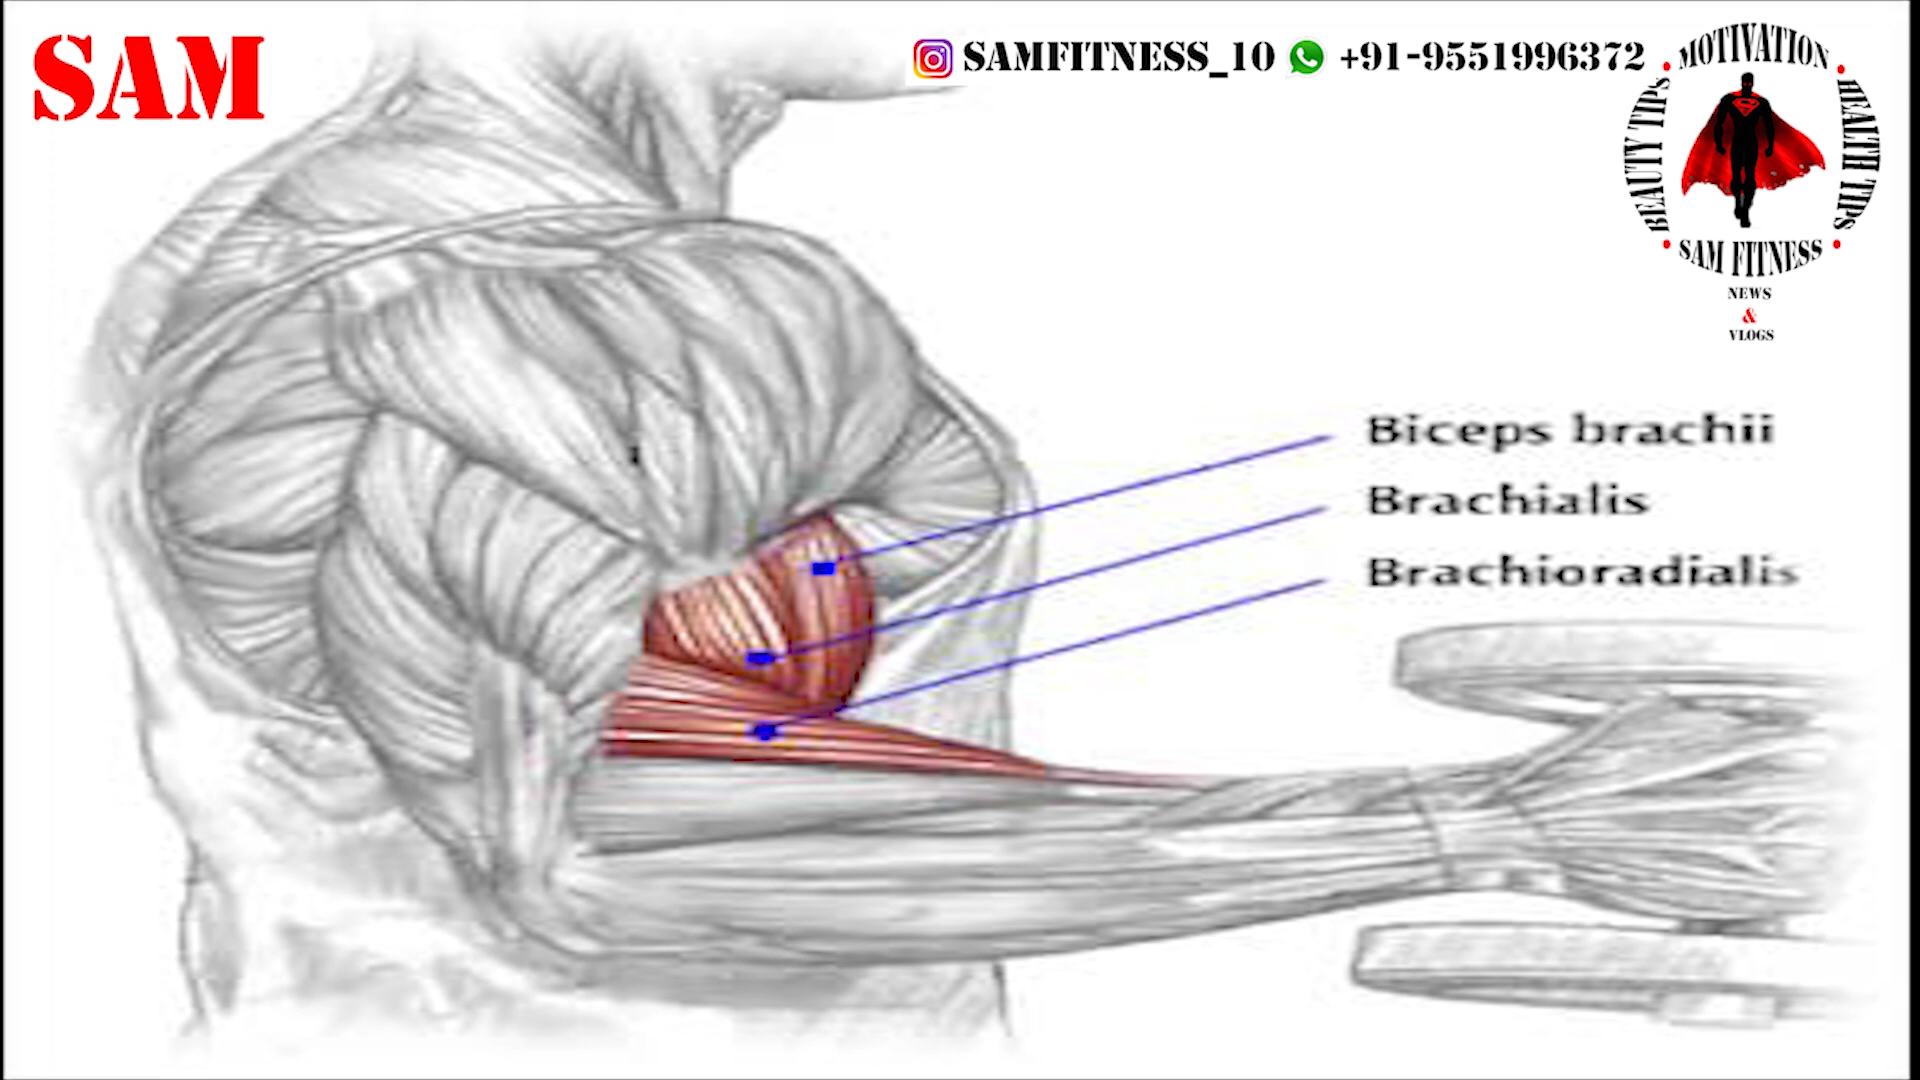 SAM
SAMFITNESS_10 +91-9551996372
MOTIVATION
BEAUTY TIPS
HEALTH TIPS
SAM FITNESS
NEWS
&
VLOGS
Biceps brachii
Brachialis
Brachioradialis